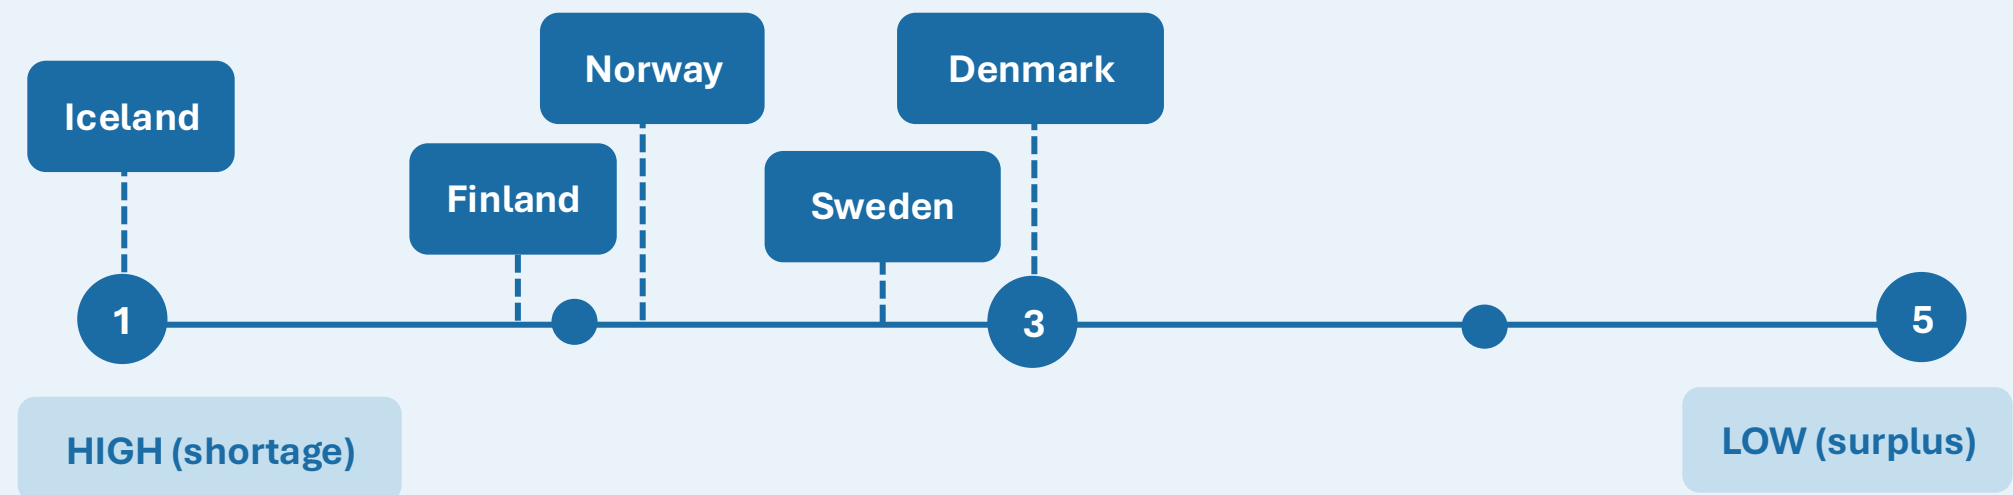 Iceland
Finland
Norway
Sweden
Denmark
1
3
5
HIGH (shortage)
LOW (surplus)